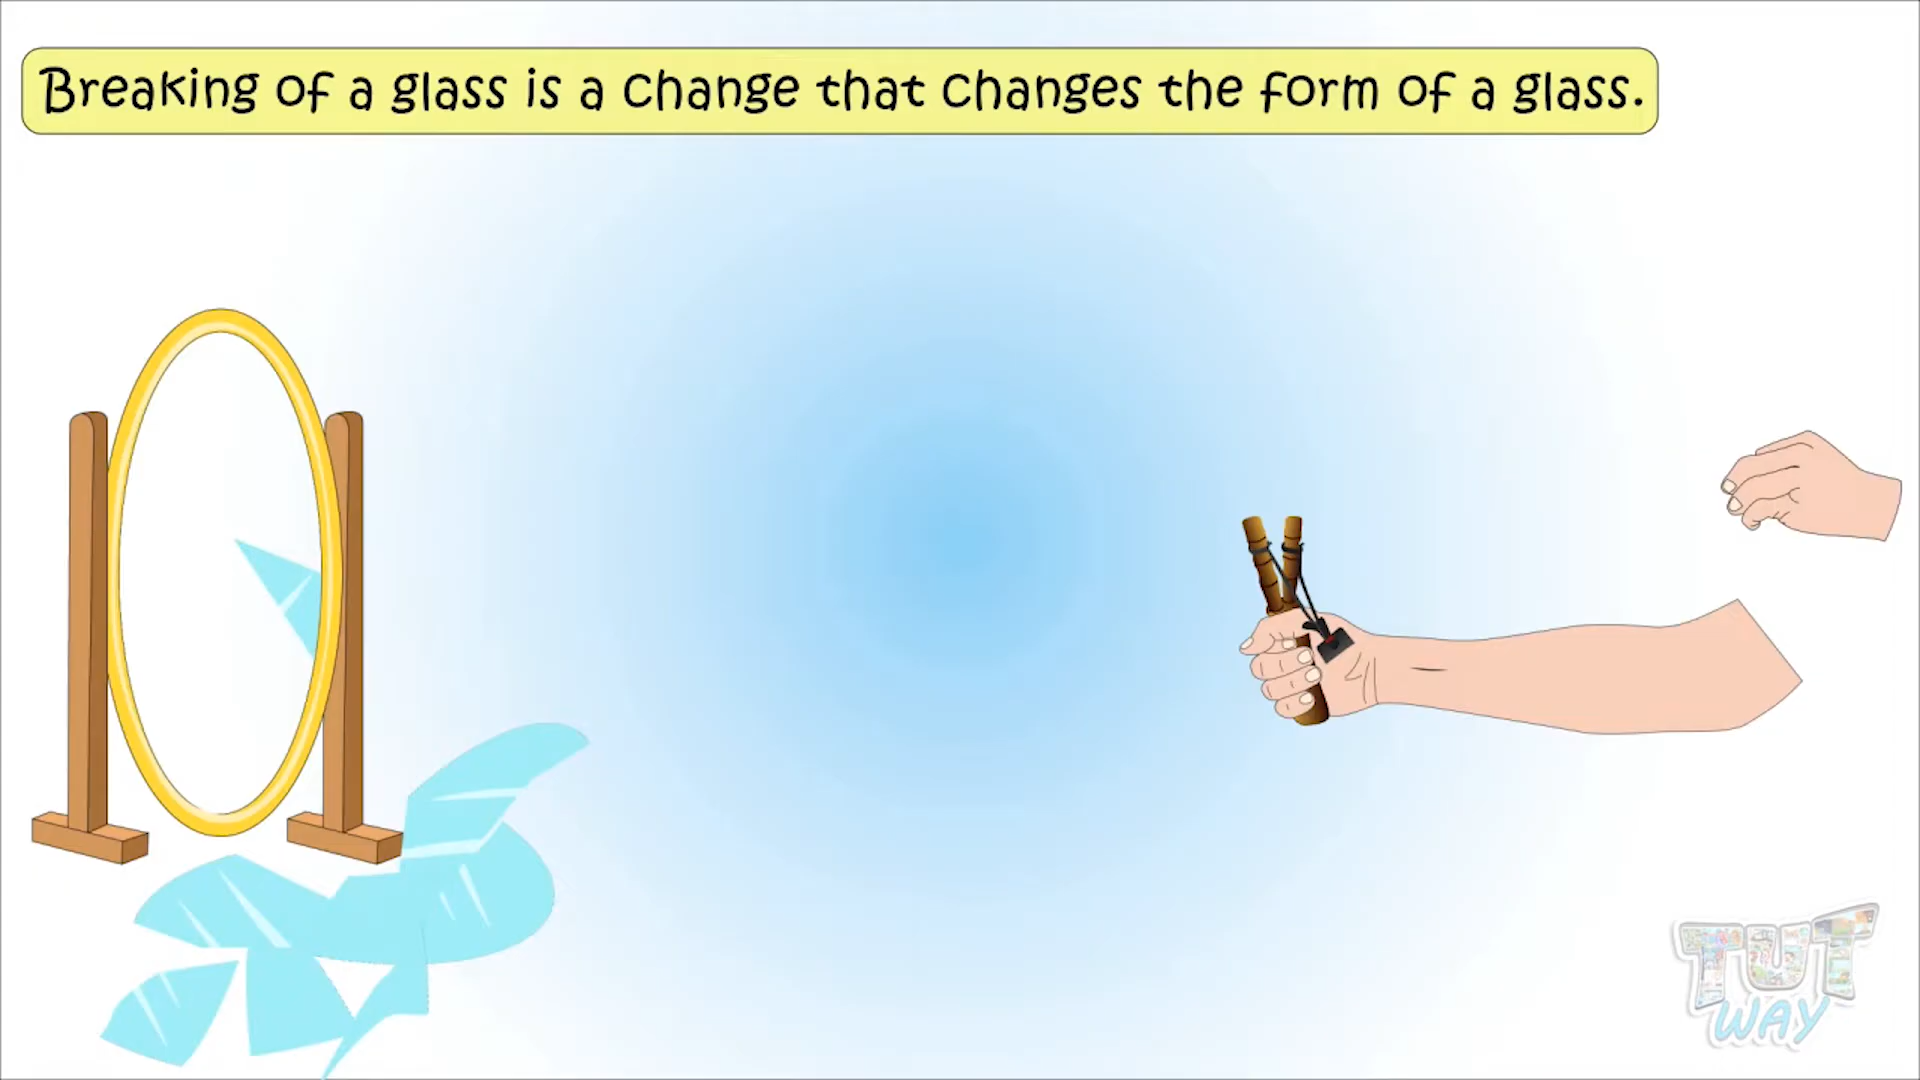 Breaking of a glass is a change that changes the form of a glass.
TUT
WAY